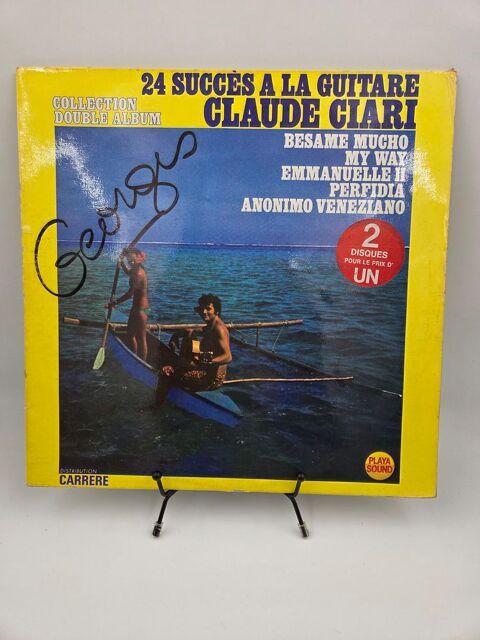 24 SUCCÈS A LA GUITARE
COLLECTION
DOUBLE ALBUM
CLAUDE CIARI
BESAME MUCHO
MY WAY
EMMANUELLE II
PERFIDIA
ANONIMO VENEZIANO
Georges
2
DISQUES
POUR LE PRIX D'
UN
PLAYA
SOUND
DISTRIBUTION
CARRERE